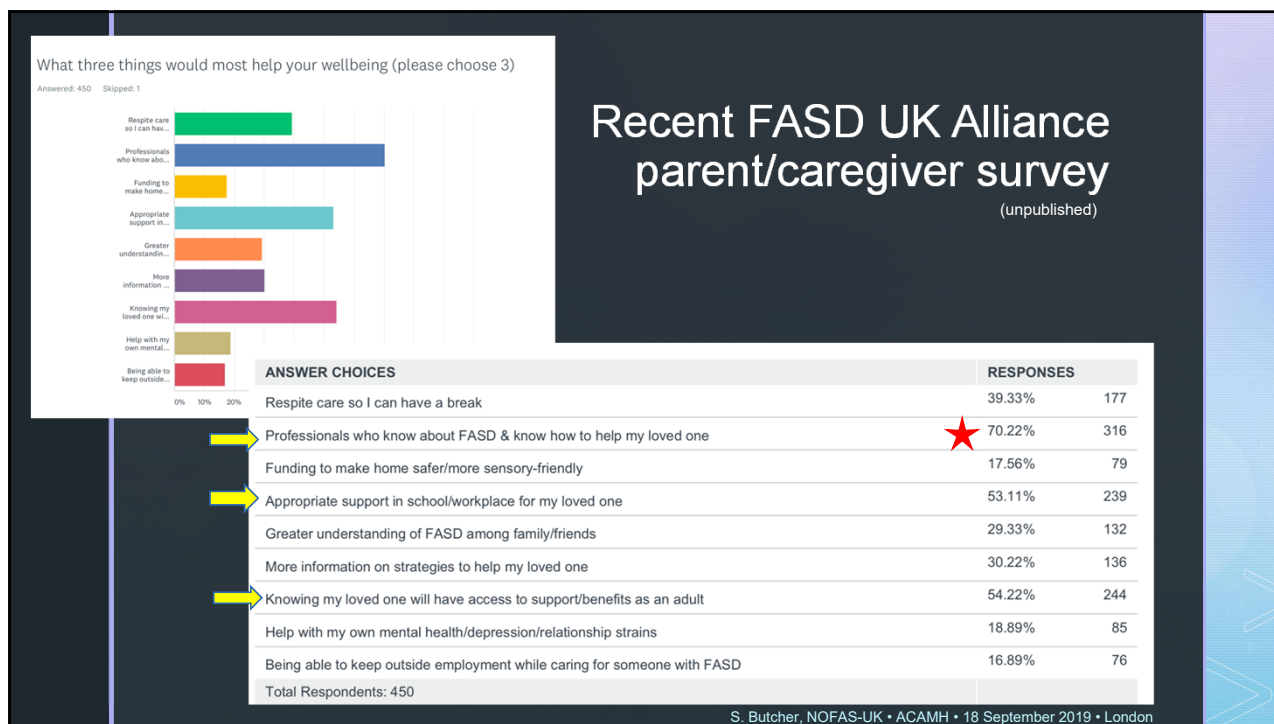 What three things would most help your wellbeing (please choose 3)
Answered: 450 Skipped: 1
Respite care
so I can hav...
Professionals
who know abo...
Funding to
make home...
Appropriate
support in...
Greater
understandin...
More
information ...
Knowing my
loved one wi...
Help with my
own mental...
Being able to
keep outside...
0% 10% 20%
Recent FASD UK Alliance
parent/caregiver survey
(unpublished)
ANSWER CHOICES RESPONSES
Respite care so I can have a break 39.33% 177
Professionals who know about FASD & know how to help my loved one 70.22% 316
Funding to make home safer/more sensory-friendly 17.56% 79
Appropriate support in school/workplace for my loved one 53.11% 239
Greater understanding of FASD among family/friends 29.33% 132
More information on strategies to help my loved one 30.22% 136
Knowing my loved one will have access to support/benefits as an adult 54.22% 244
Help with my own mental health/depression/relationship strains 18.89% 85
Being able to keep outside employment while caring for someone with FASD 16.89% 76
Total Respondents: 450
S. Butcher, NOFAS-UK • ACAMH • 18 September 2019 • London